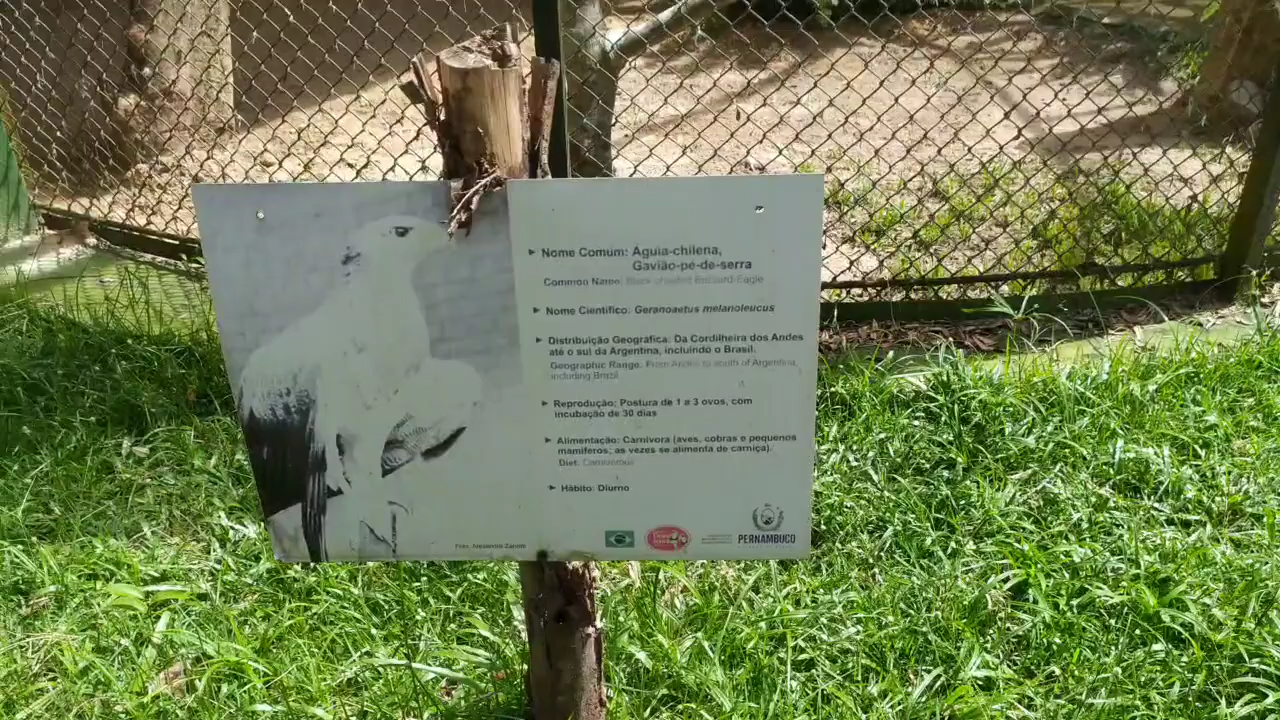 Nome Comum: Águia-chilena,
Gavião-pé-de-serra
Common Name: Black-chested Buzzard-Eagle
Nome Científico: Geranoaetus melanoleucus
Distribuição Geográfica: Da Cordilheira dos Andes
até o sul da Argentina, incluindo o Brasil.
Geographic Range: From Andes to south of Argentina,
including Brazil
Reprodução: Postura de 1 a 3 ovos, com
incubação de 30 dias
Alimentação: Carnívora (aves, cobras e pequenos
mamíferos; as vezes se alimenta de carniça).
Diet: Carnivorous
Hábito: Diurno
PERNAMBUCO